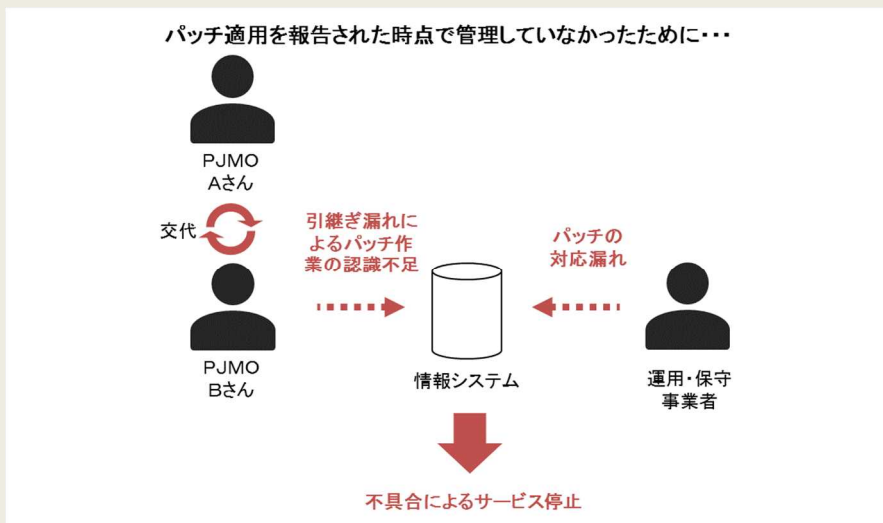 パッチ適用を報告された時点で管理していなかったために・・・
PJMO
Aさん
交代
引継ぎ漏れに
よるパッチ作
業の認識不足
パッチの
対応漏れ
PJMO
Bさん
情報システム
運用・保守
事業者
不具合によるサービス停止